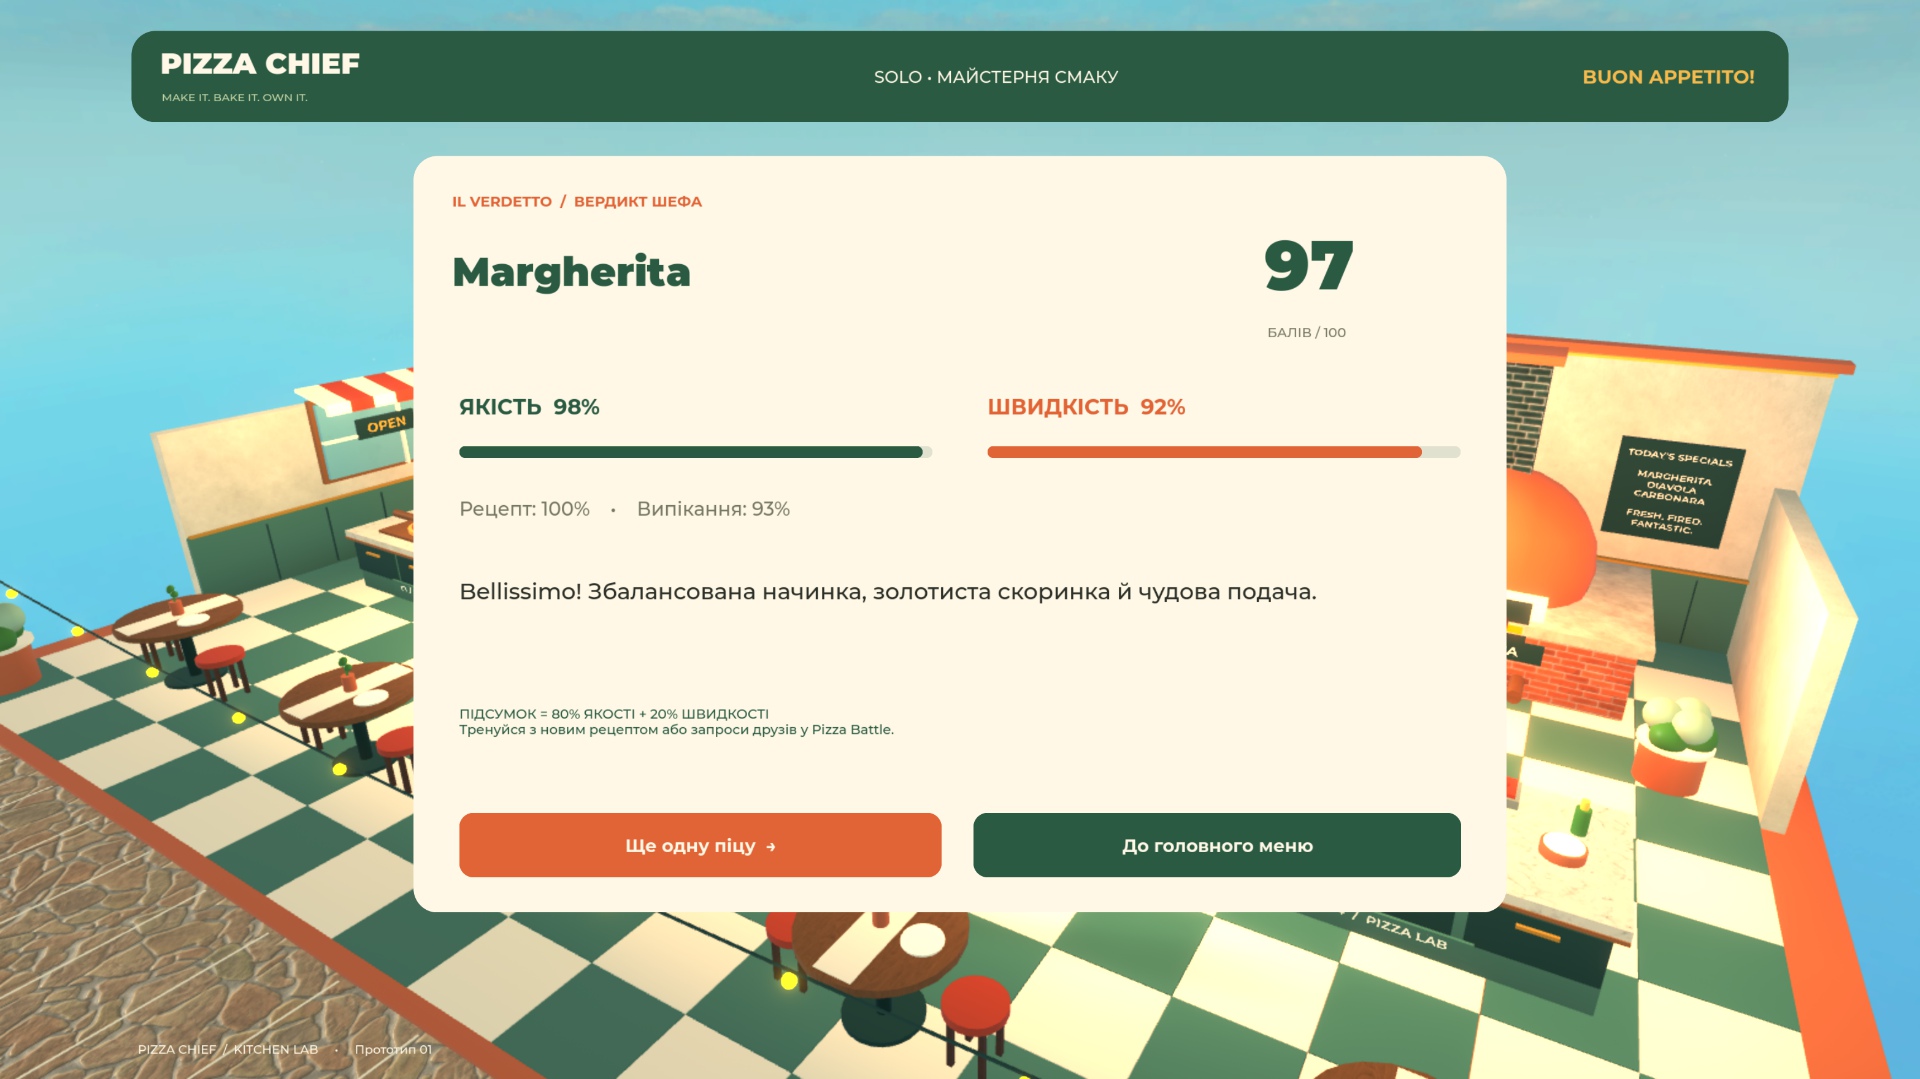 PIZZA CHIEF
MAKE IT. BAKE IT. OWN IT.
SOLO • МАЙСТЕРНЯ СМАКУ
BUON APPETITO!
IL VERDETTO / ВЕРДИКТ ШЕФА
Margherita
97
БАЛІВ / 100
ЯКІСТЬ 98%
ШВИДКІСТЬ 92%
Рецепт: 100% • Випікання: 93%
Bellissimo! Збалансована начинка, золотиста скоринка й чудова подача.
ПІДСУМОК = 80% ЯКОСТІ + 20% ШВИДКОСТІ
Тренуйся з новим рецептом або запроси друзів у Pizza Battle.
Ще одну піцу →
До головного меню
OPEN
TODAY'S SPECIALS
MARGHERITA
DIAVOLA
CARBONARA
FRESH. FIRED.
FANTASTIC.
/ PIZZA LAB
PIZZA CHIEF / KITCHEN LAB • Прототип 01